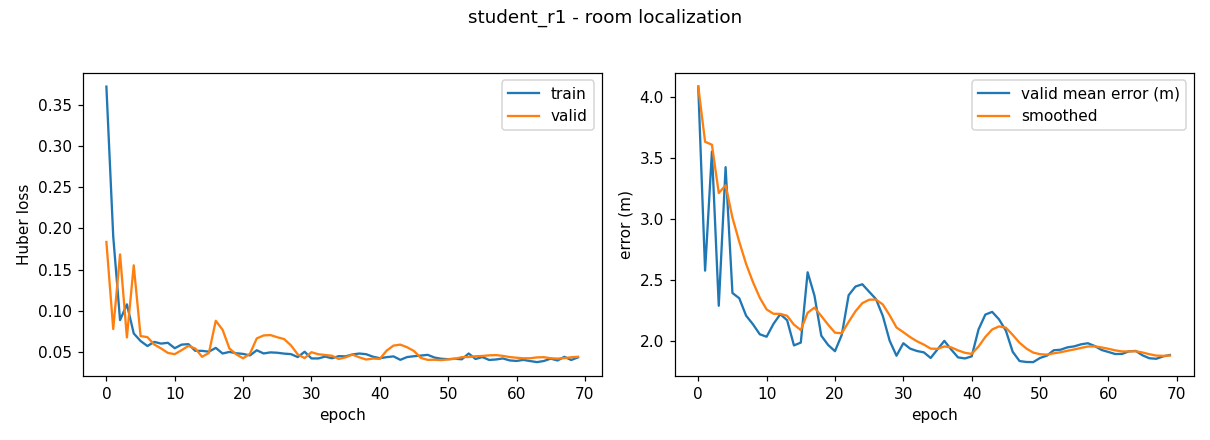 student_r1 - room localization
Huber loss
0.35
0.30
0.25
0.20
0.15
0.10
0.05
0 10 20 30 40 50 60 70
epoch
train
valid
error (m)
4.0
3.5
3.0
2.5
2.0
0 10 20 30 40 50 60 70
epoch
valid mean error (m)
smoothed